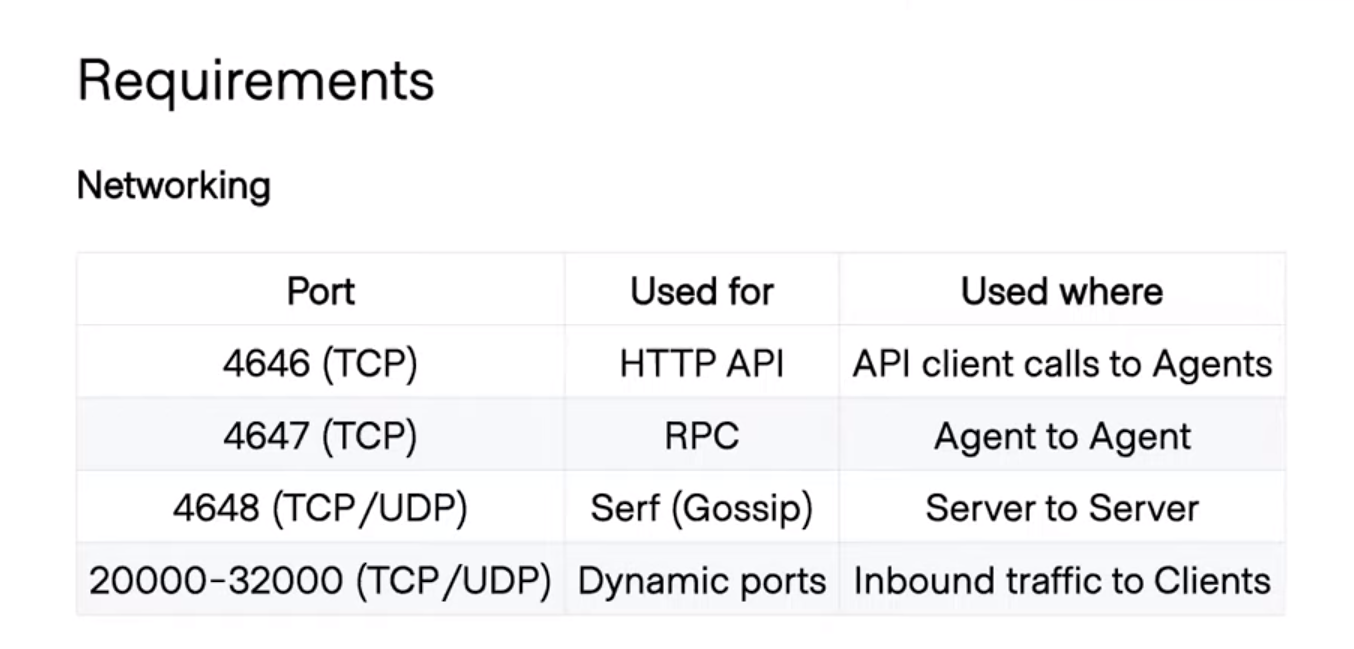 Requirements
Networking
Port Used for Used where
4646 (TCP) HTTP API API client calls to Agents
4647 (TCP) RPC Agent to Agent
4648 (TCP/UDP) Serf (Gossip) Server to Server
20000-32000 (TCP/UDP) Dynamic ports Inbound traffic to Clients